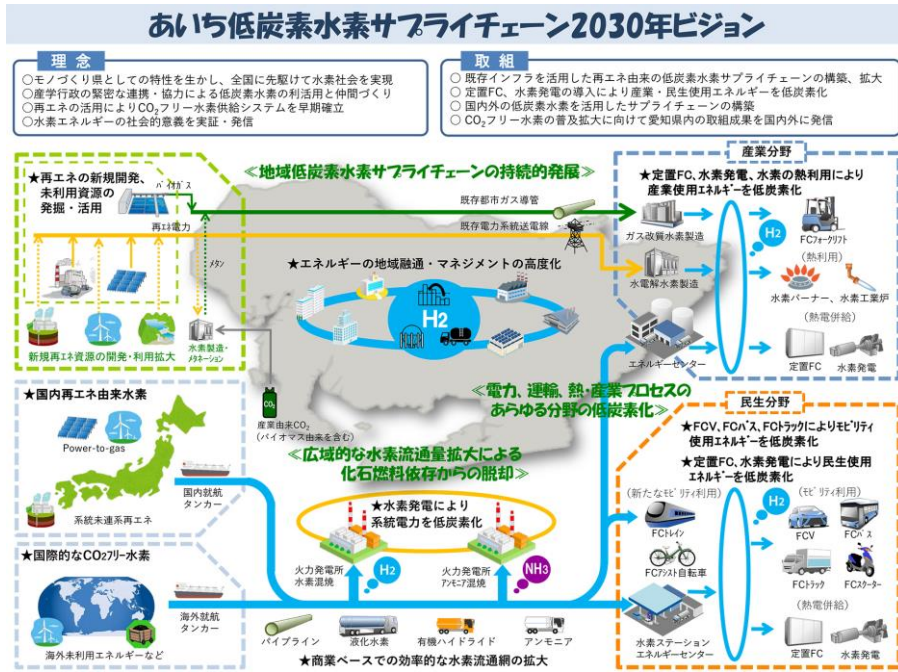 あいち低炭素水素サプライチェーン2030年ビジョン
理 念
○モノづくり県としての特性を生かし、全国に先駆けて水素社会を実現
○産学行政の緊密な連携・協力による低炭素水素の利活用と仲間づくり
○再エネの活用によりCO₂フリー水素供給システムを早期確立
○水素エネルギーの社会的意義を実証・発信
取 組
○ 既存インフラを活用した再エネ由来の低炭素水素サプライチェーンの構築、拡大
○ 定置FC、水素発電の導入により産業・民生使用エネルギーを低炭素化
○ 国内外の低炭素水素を活用したサプライチェーンの構築
○ CO₂フリー水素の普及拡大に向けて愛知県内の取組成果を国内外に発信
≪地域低炭素水素サプライチェーンの持続的発展≫
★再エネの新規開発、
未利用資源の
発掘・活用
バイオガス
再エネ電力
メタン
新規再エネ資源の開発・利用拡大
水素製造・
メタネーション
既存都市ガス導管
既存電力系統送電線
★エネルギーの地域融通・マネジメントの高度化
H2
CO₂
産業由来CO₂
(バイオマス由来を含む)
産業分野
★定置FC、水素発電、水素の熱利用により
産業使用エネルギーを低炭素化
ガス改質水素製造
水電解水素製造
エネルギーセンター
H2
FCフォークリフト
(熱利用)
水素バーナー、水素工業炉
(熱電併給)
定置FC
水素発電
≪電力、運輸、熱・産業プロセスの
あらゆる分野の低炭素化≫
★国内再エネ由来水素
Power-to-gas
系統未連系再エネ
国内就航
タンカー
≪広域的な水素流通量拡大による
化石燃料依存からの脱却≫
★水素発電により
系統電力を低炭素化
火力発電所
水素混焼
H2
火力発電所
アンモニア混焼
NH3
★国際的なCO₂フリー水素
海外未利用エネルギーなど
海外就航
タンカー
パイプライン
液化水素
有機ハイドライド
アンモニア
★商業ベースでの効率的な水素流通網の拡大
民生分野
★FCV、FCバス、FCトラックによりモビリティ
使用エネルギーを低炭素化
★定置FC、水素発電により民生使用
エネルギーを低炭素化
(新たなモビリティ利用)
H2
(モビリティ利用)
FCトレイン
FCアシスト自転車
水素ステーション
エネルギーセンター
FCV
FCバス
FCトラック
FCスクーター
(熱電併給)
定置FC
水素発電